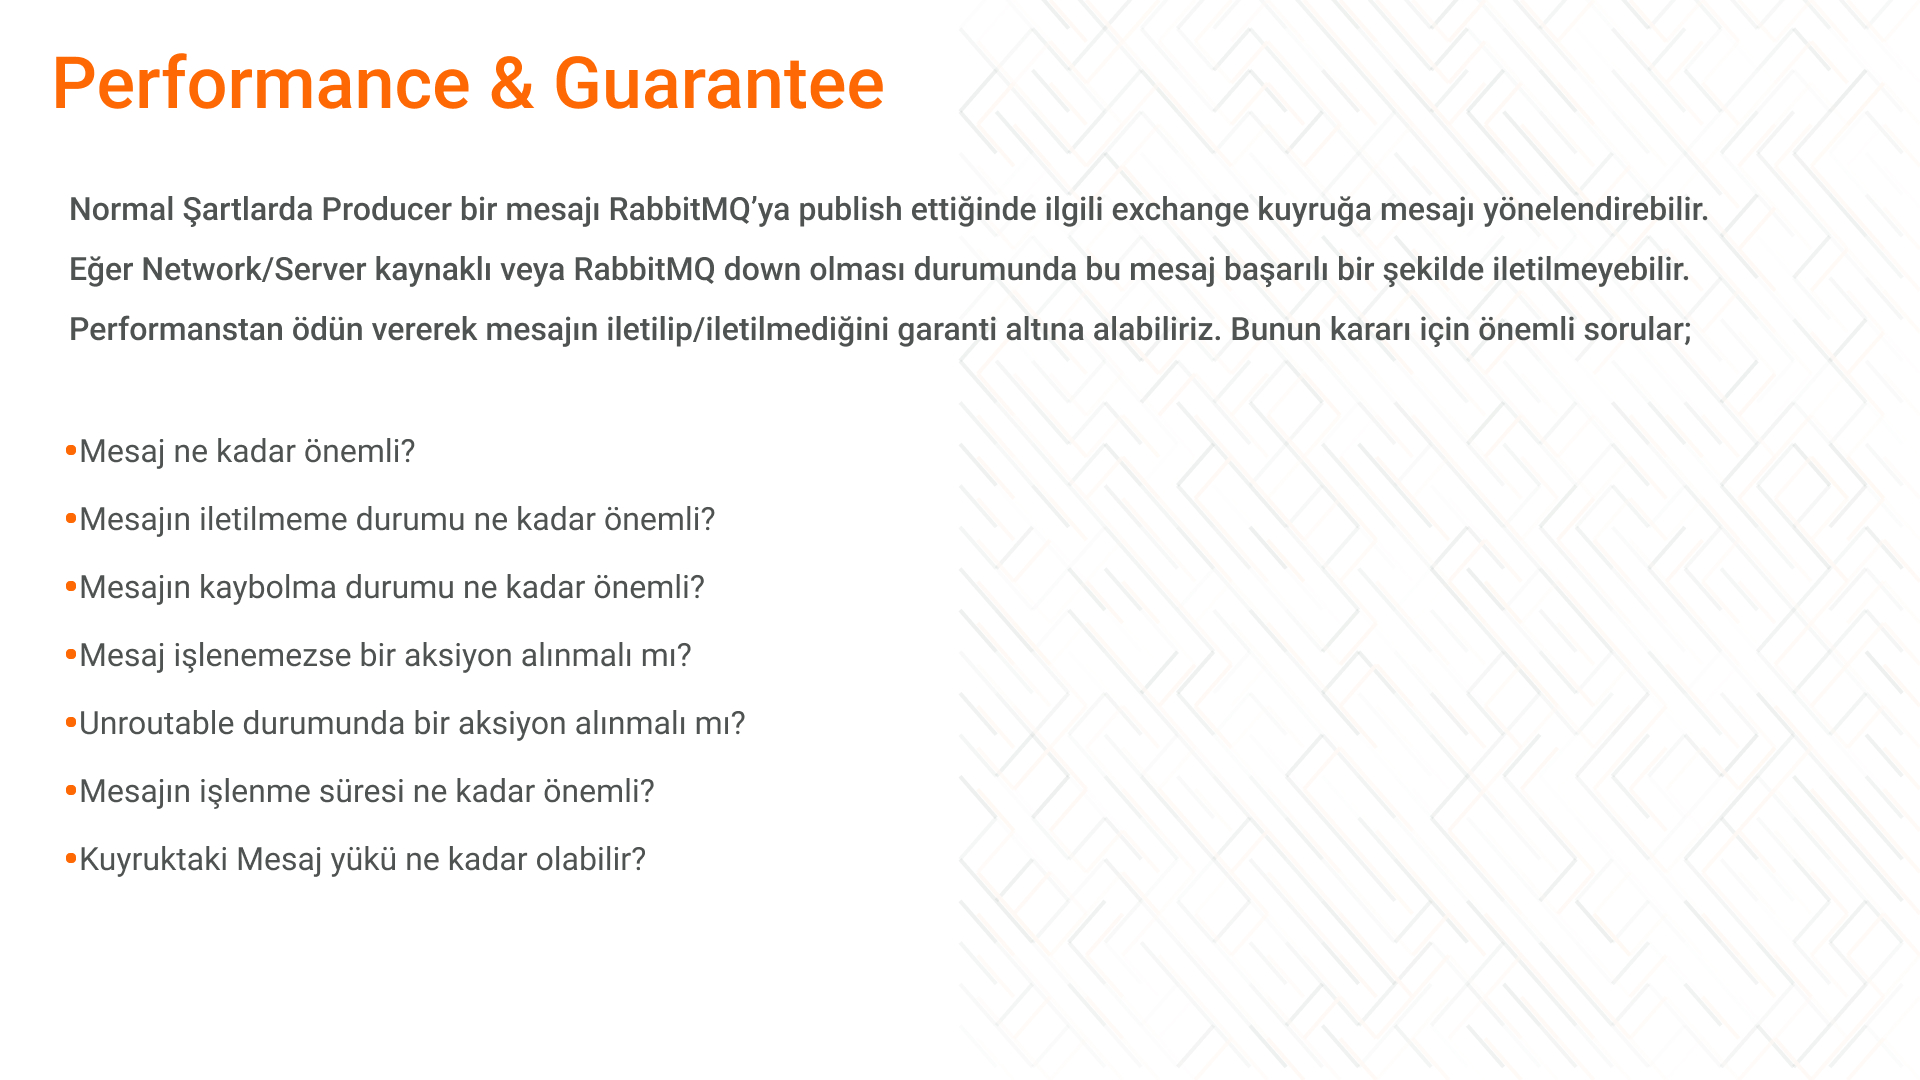 Performance & Guarantee
Normal Şartlarda Producer bir mesajı RabbitMQ’ya publish ettiğinde ilgili exchange kuyruğa mesajı yönelendirebilir.
Eğer Network/Server kaynaklı veya RabbitMQ down olması durumunda bu mesaj başarılı bir şekilde iletilmeyebilir.
Performanstan ödün vererek mesajın iletilip/iletilmediğini garanti altına alabiliriz. Bunun kararı için önemli sorular;
•Mesaj ne kadar önemli?
•Mesajın iletilmeme durumu ne kadar önemli?
•Mesajın kaybolma durumu ne kadar önemli?
•Mesaj işlenemezse bir aksiyon alınmalı mı?
•Unroutable durumunda bir aksiyon alınmalı mı?
•Mesajın işlenme süresi ne kadar önemli?
•Kuyruktaki Mesaj yükü ne kadar olabilir?